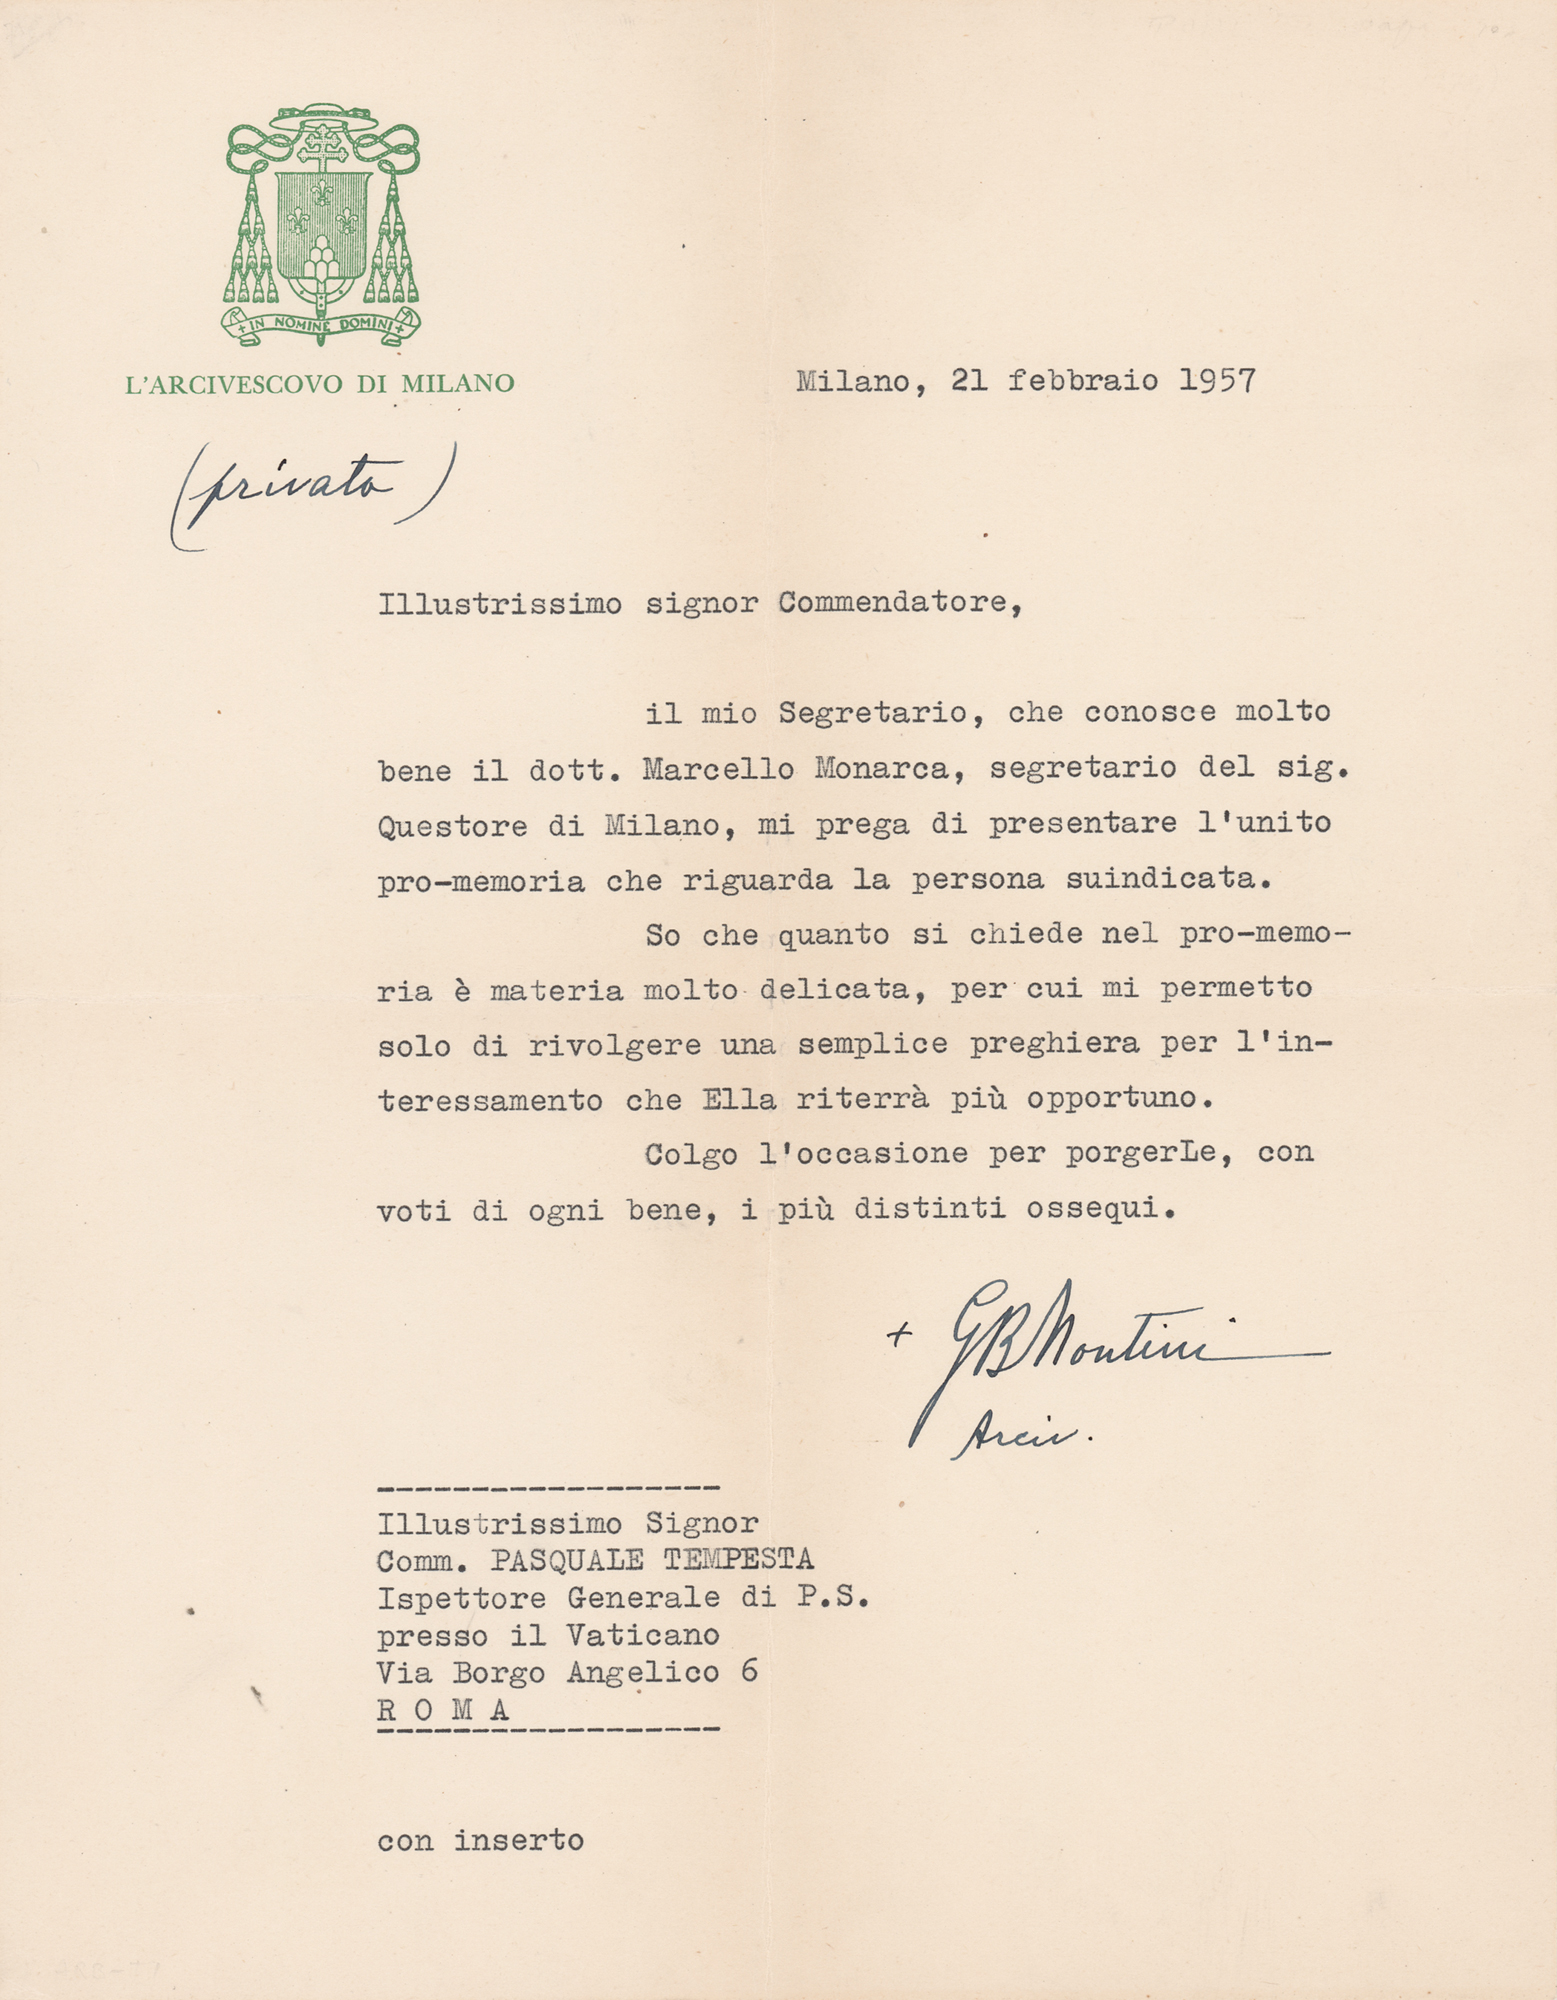 + IN NOMINE DOMINI +
L'ARCIVESCOVO DI MILANO
Milano, 21 febbraio 1957
(privato)
Illustrissimo signor Commendatore,
il mio Segretario, che conosce molto
bene il dott. Marcello Monarca, segretario del sig.
Questore di Milano, mi prega di presentare l'unito
pro-memoria che riguarda la persona suindicata.
So che quanto si chiede nel pro-memo-
ria è materia molto delicata, per cui mi permetto
solo di rivolgere una semplice preghiera per l'in-
teressamento che Ella riterrà più opportuno.
Colgo l'occasione per porgerLe, con
voti di ogni bene, i più distinti ossequi.
+ GBMontini
Arciv.
Illustrissimo Signor
Comm. PASQUALE TEMPESTA
Ispettore Generale di P.S.
presso il Vaticano
Via Borgo Angelico 6
R O M A
con inserto